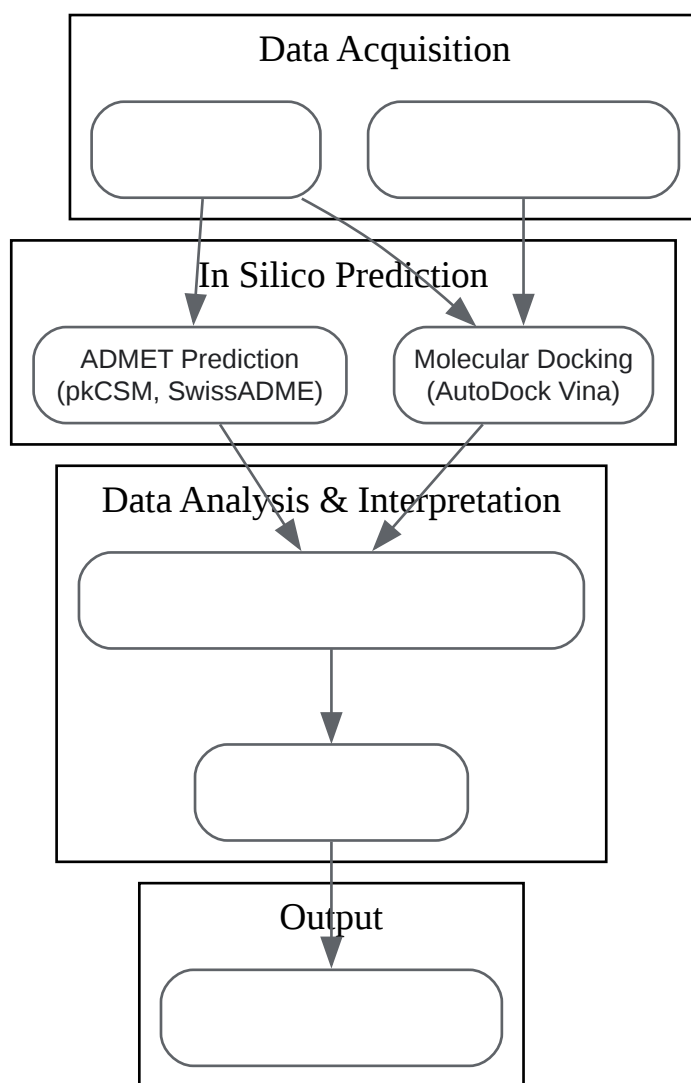 Data Acquisition
In Silico Prediction
ADMET Prediction
(pkCSM, SwissADME)
Molecular Docking
(AutoDock Vina)
Data Analysis & Interpretation
Output